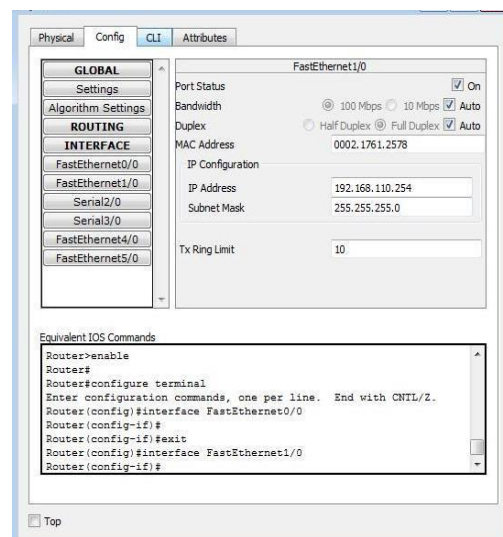 Physical Config CLI Attributes
GLOBAL
Settings
Algorithm Settings
ROUTING
INTERFACE
FastEthernet0/0
FastEthernet1/0
Serial2/0
Serial3/0
FastEthernet4/0
FastEthernet5/0
FastEthernet1/0
Port Status On
Bandwidth 100 Mbps 10 Mbps Auto
Duplex Half Duplex Full Duplex Auto
MAC Address 0002.1761.2578
IP Configuration
IP Address 192.168.110.254
Subnet Mask 255.255.255.0
Tx Ring Limit 10
Equivalent IOS Commands
Router>enable
Router#
Router#configure terminal
Enter configuration commands, one per line. End with CNTL/Z.
Router(config)#interface FastEthernet0/0
Router(config-if)#
Router(config-if)#exit
Router(config)#interface FastEthernet1/0
Router(config-if)#
Top